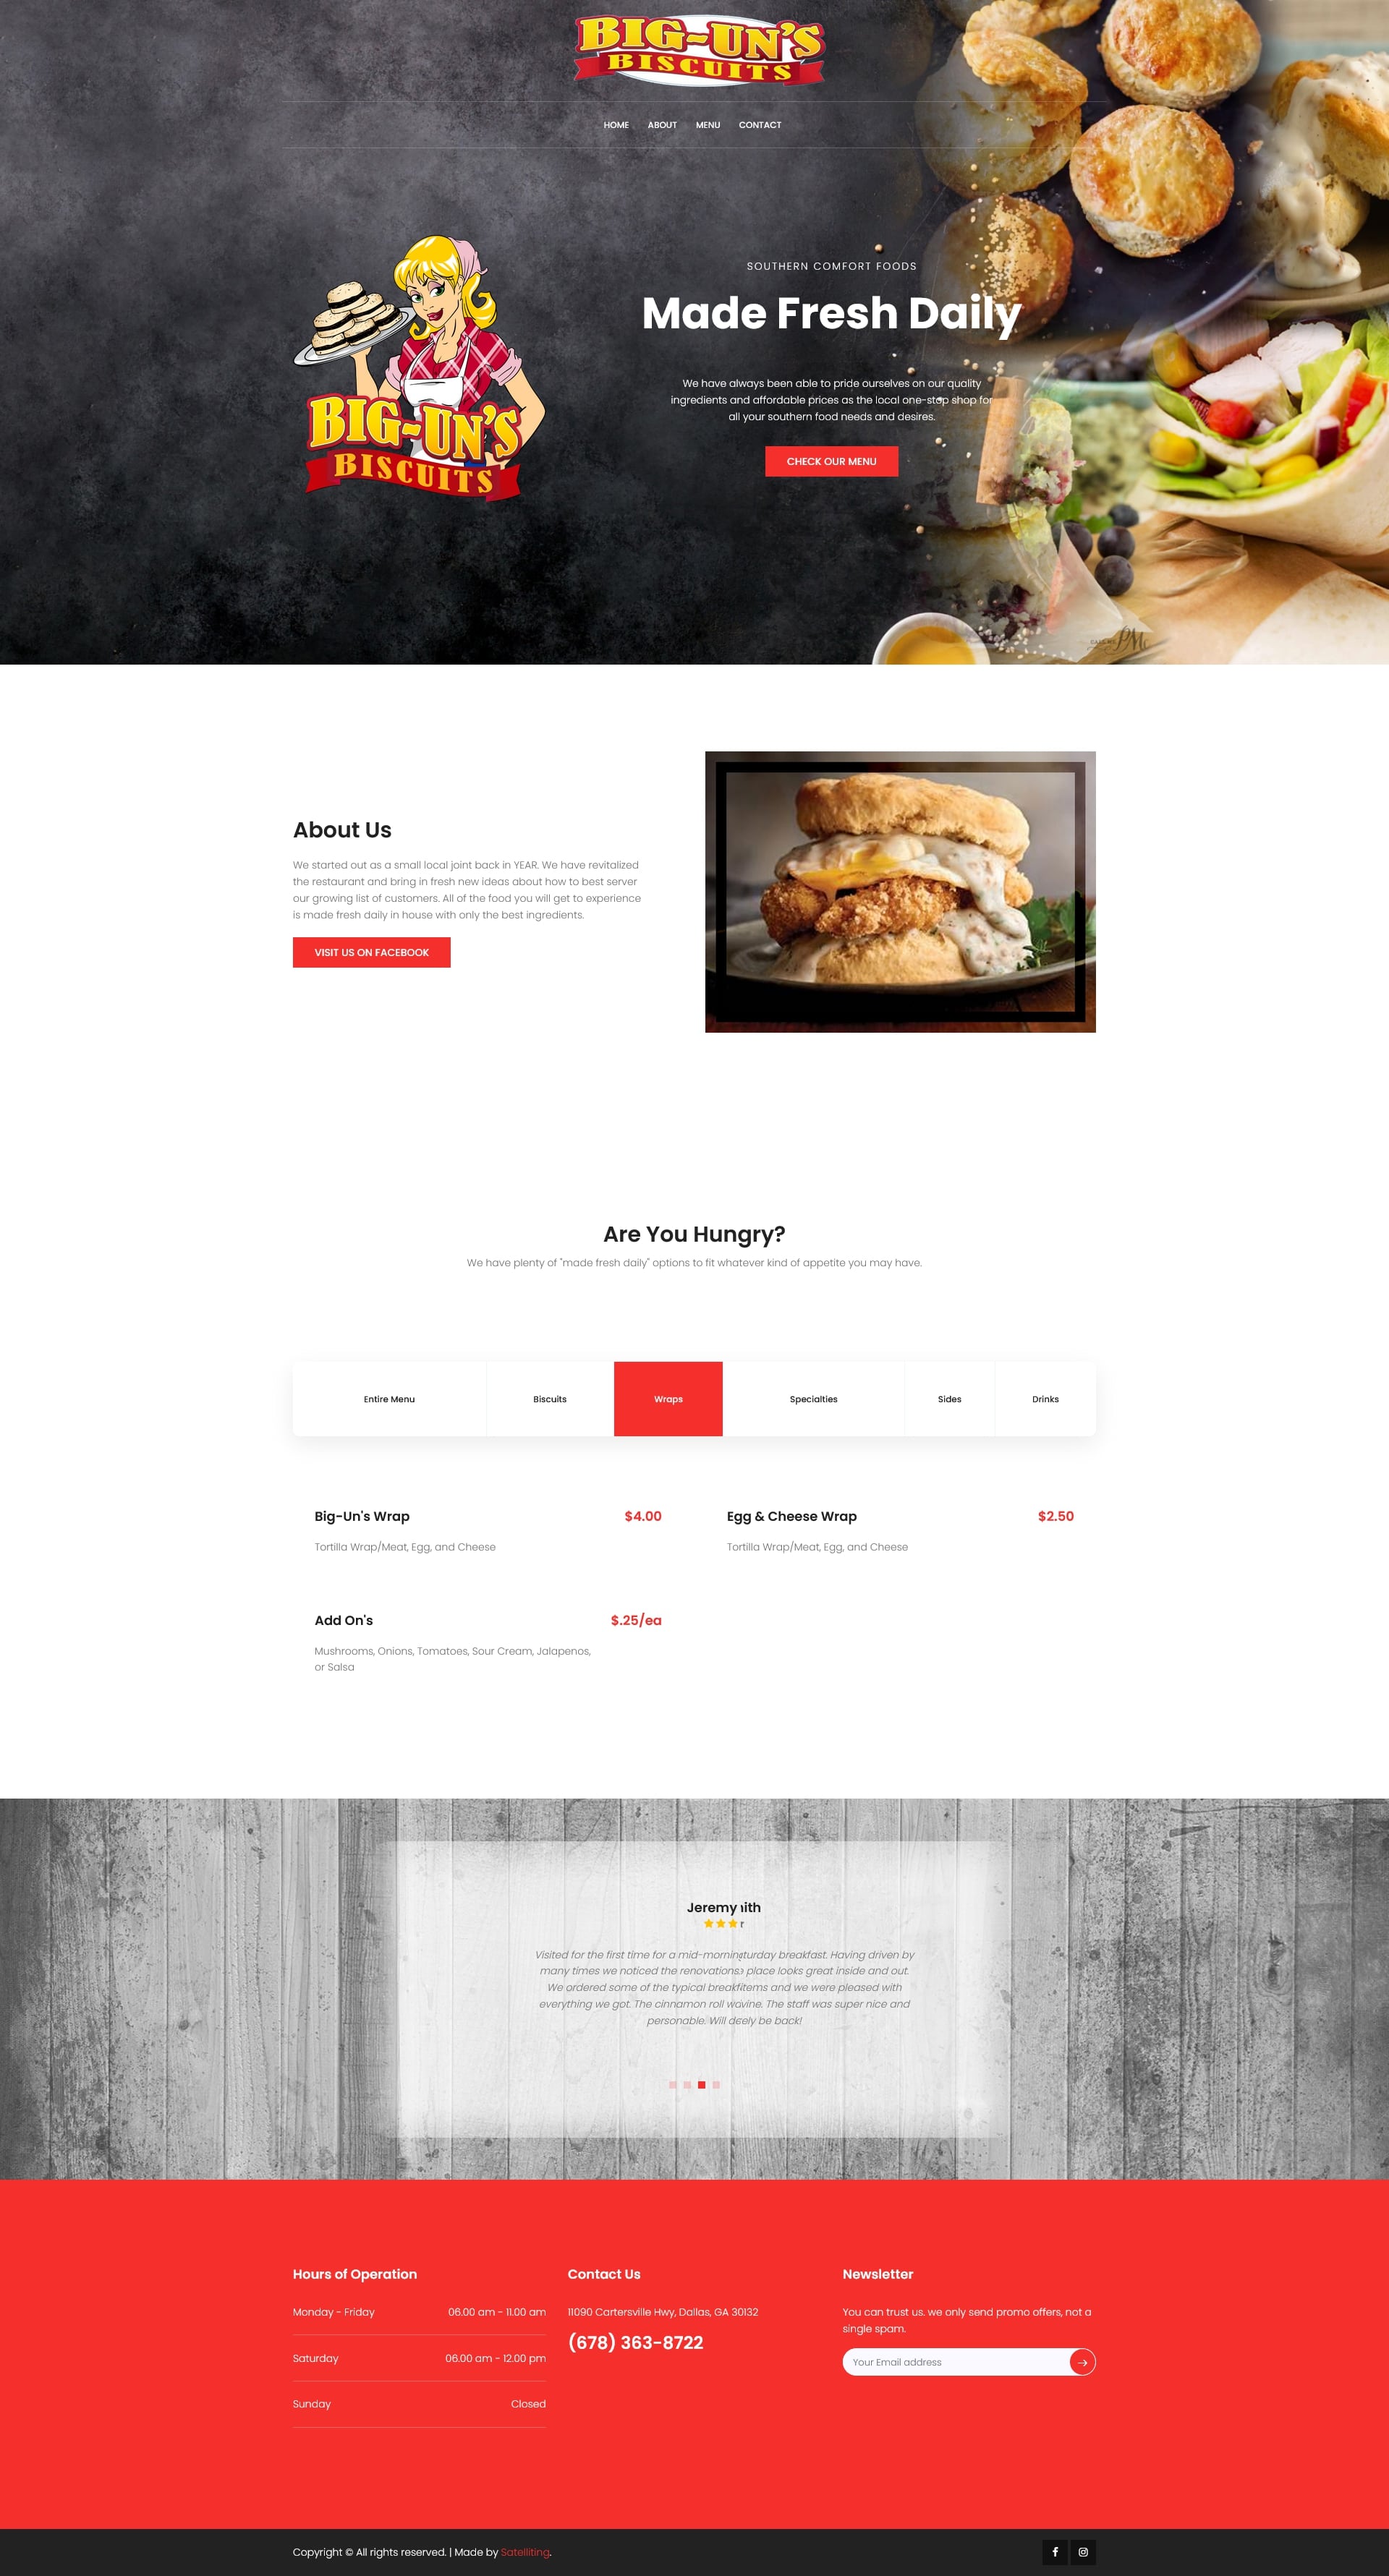 BIG-UN'S
BISCUITS
HOME ABOUT MENU CONTACT
BIG-UN'S
BISCUITS
SOUTHERN COMFORT FOODS
Made Fresh Daily
We have always been able to pride ourselves on our quality
ingredients and affordable prices as the local one-stop shop for
all your southern food needs and desires.
CHECK OUR MENU
About Us
We started out as a small local joint back in YEAR. We have revitalized
the restaurant and bring in fresh new ideas about how to best server
our growing list of customers. All of the food you will get to experience
is made fresh daily in house with only the best ingredients.
VISIT US ON FACEBOOK
Are You Hungry?
We have plenty of "made fresh daily" options to fit whatever kind of appetite you may have.
Entire Menu Biscuits Wraps Specialties Sides Drinks
Big-Un's Wrap $4.00
Tortilla Wrap/Meat, Egg, and Cheese
Egg & Cheese Wrap $2.50
Tortilla Wrap/Meat, Egg, and Cheese
Add On's $.25/ea
Mushrooms, Onions, Tomatoes, Sour Cream, Jalapenos,
or Salsa
Jeremy
Visited for the first time for a mid-morning breakfast. Having driven by
many times we noticed the renovations place looks great inside and out.
We ordered some of the typical and we were pleased with
everything we got. The cinnamon roll The staff was super nice and
personable. Will be back!
Hours of Operation
Monday - Friday 06.00 am - 11.00 am
Saturday 06.00 am - 12.00 pm
Sunday Closed
Contact Us
11090 Cartersville Hwy, Dallas, GA 30132
(678) 363-8722
Newsletter
You can trust us. we only send promo offers, not a
single spam.
Your Email address
Copyright © All rights reserved. | Made by Satelliting.